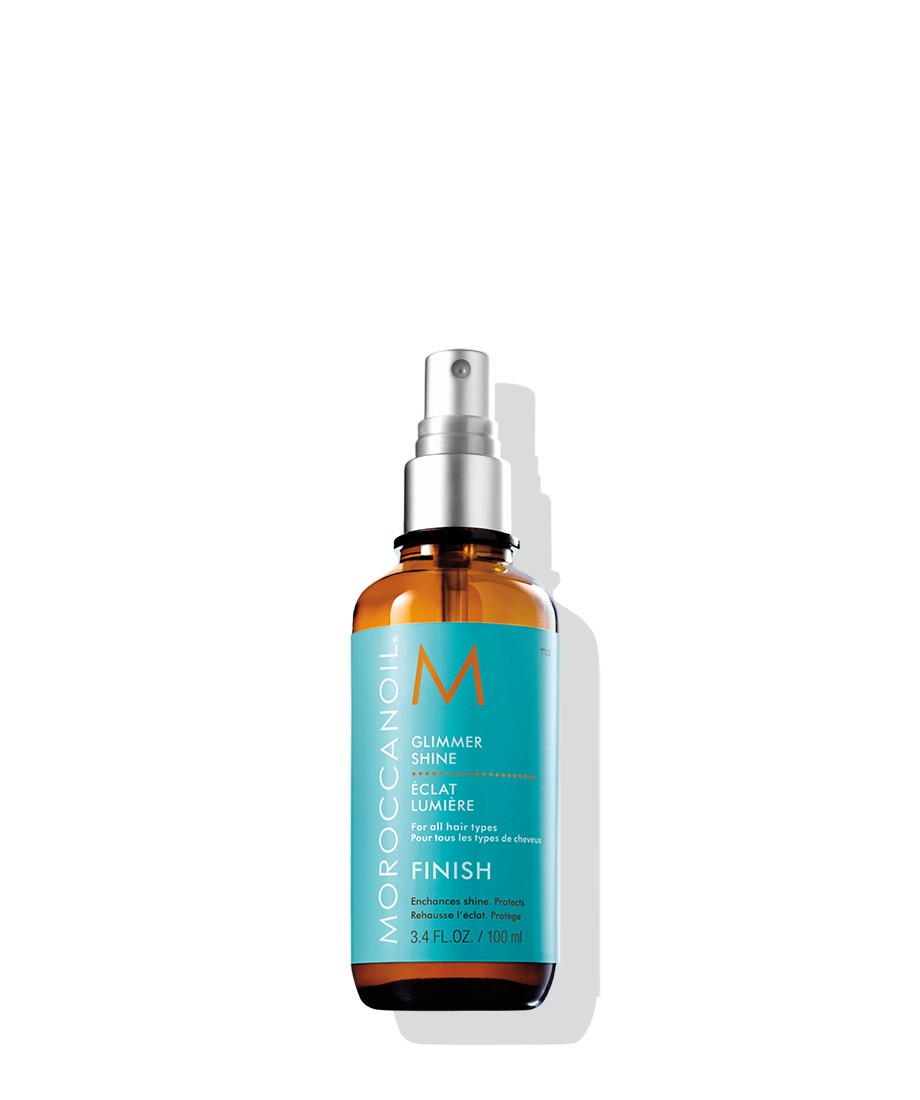 MOROCCANOIL®
M
GLIMMER
SHINE
ÉCLAT
LUMIÈRE
For all hair types
Pour tous les types de cheveux
FINISH
Enchances shine. Protects
Rehausse l'éclat. Protège
3.4 FL.OZ. / 100 ml